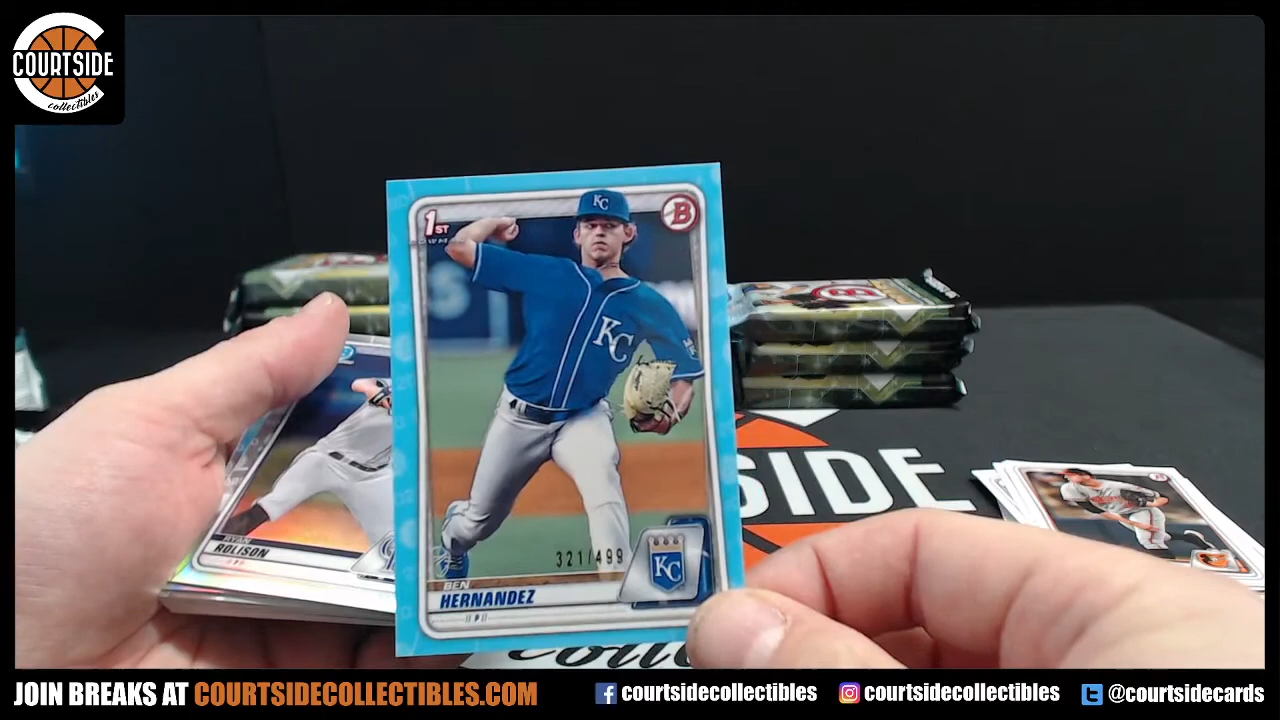 COURTSIDE
collectibles
1ST
KC
B
KC
321/499
KC
BEN
HERNANDEZ
P
RYAN
ROLISON
SIDE
JOIN BREAKS AT COURTSIDECOLLECTIBLES.COM
courtsidecollectibles
courtsidecollectibles
@courtsidecards